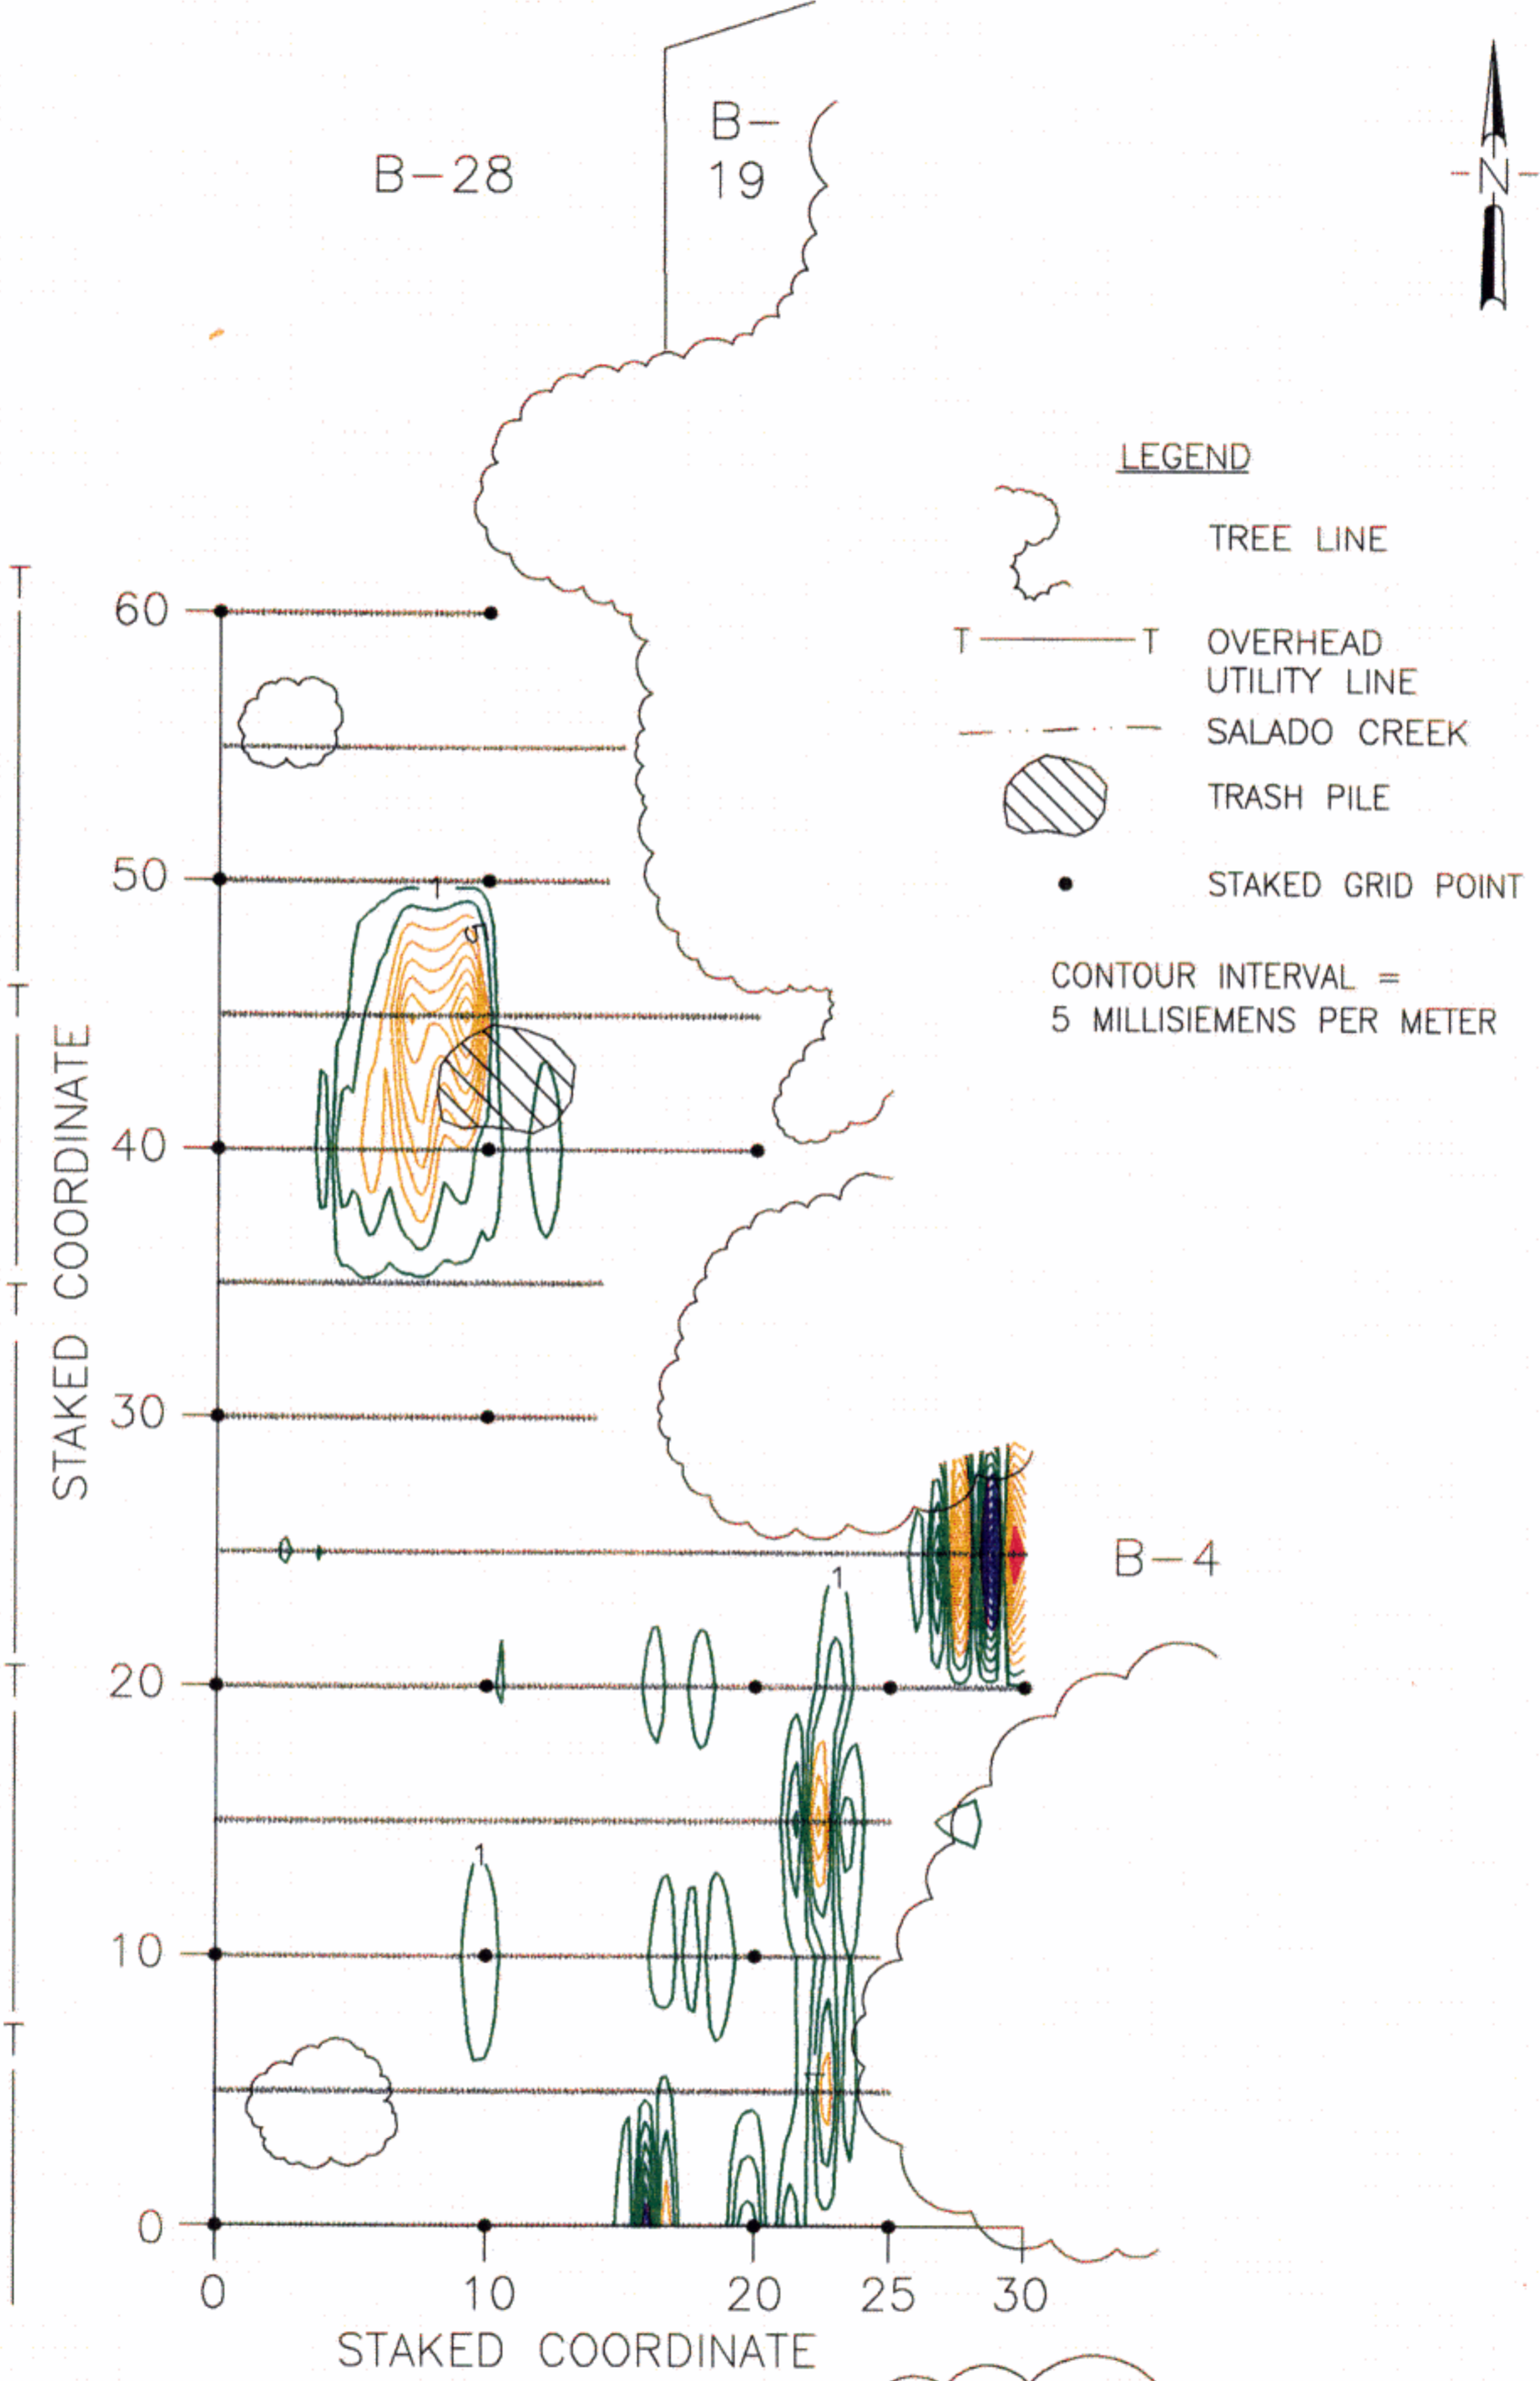 B-28
B-
19
N
LEGEND
TREE LINE
T T OVERHEAD
UTILITY LINE
SALADO CREEK
TRASH PILE
STAKED GRID POINT
CONTOUR INTERVAL =
5 MILLISIEMENS PER METER
T
T
T
T
T
STAKED COORDINATE
60
50
40
30
20
10
0
1
5
1
1
B-4
0 10 20 25 30
STAKED COORDINATE